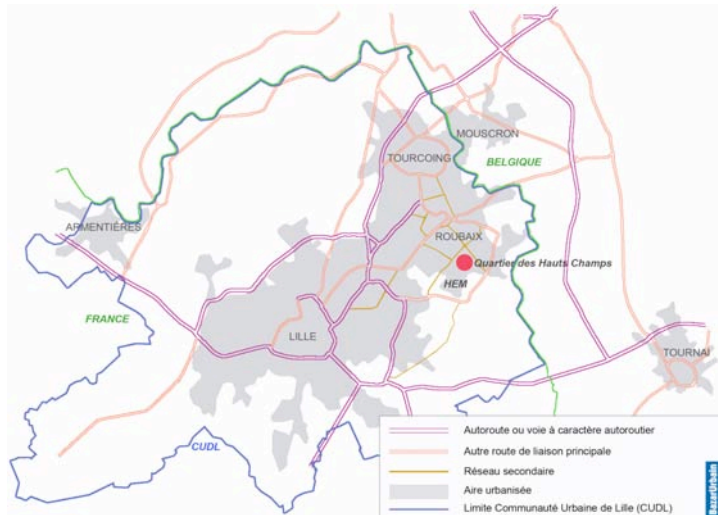 MOUSCRON
TOURCOING
BELGIQUE
ARMENTIÈRES
ROUBAIX
Quartier des Hauts Champs
HEM
FRANCE
LILLE
TOURNAI
CUDL
Autoroute ou voie à caractère autoroutier
Autre route de liaison principale
Réseau secondaire
Aire urbanisée
Limite Communauté Urbaine de Lille (CUDL)
BazarUrbain